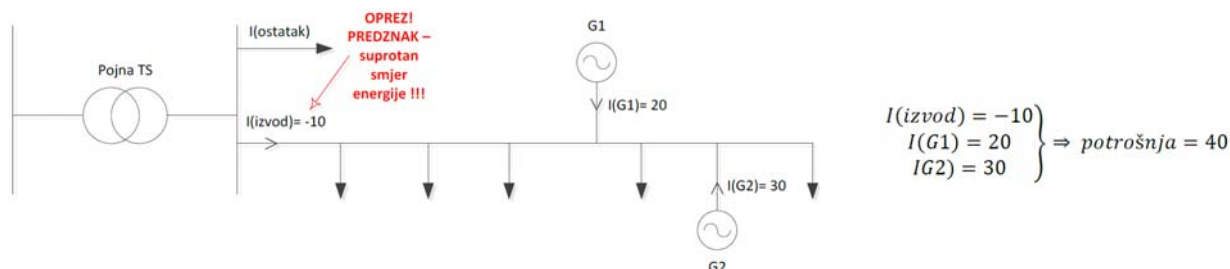 OPREZ!
PREDZNAK –
suprotan
smjer
energije !!!
I(ostatak)
G1
Pojna TS
I(izvod)= -10
I(G1)= 20
I(G2)= 30
G2
I(izvod) = −10
I(G1) = 20
IG2) = 30
⇒ potrošnja = 40